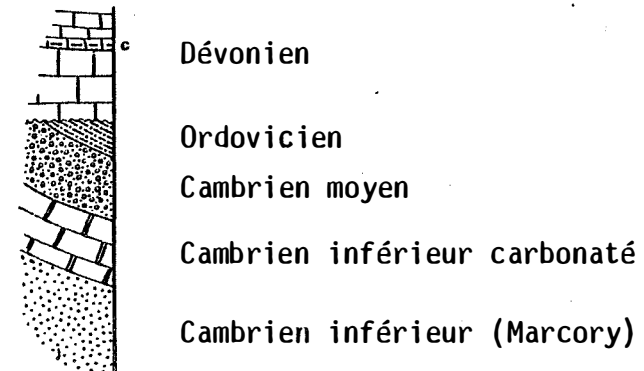 c
Dévonien
Ordovicien
Cambrien moyen
Cambrien inférieur carbonaté
Cambrien inférieur (Marcory)